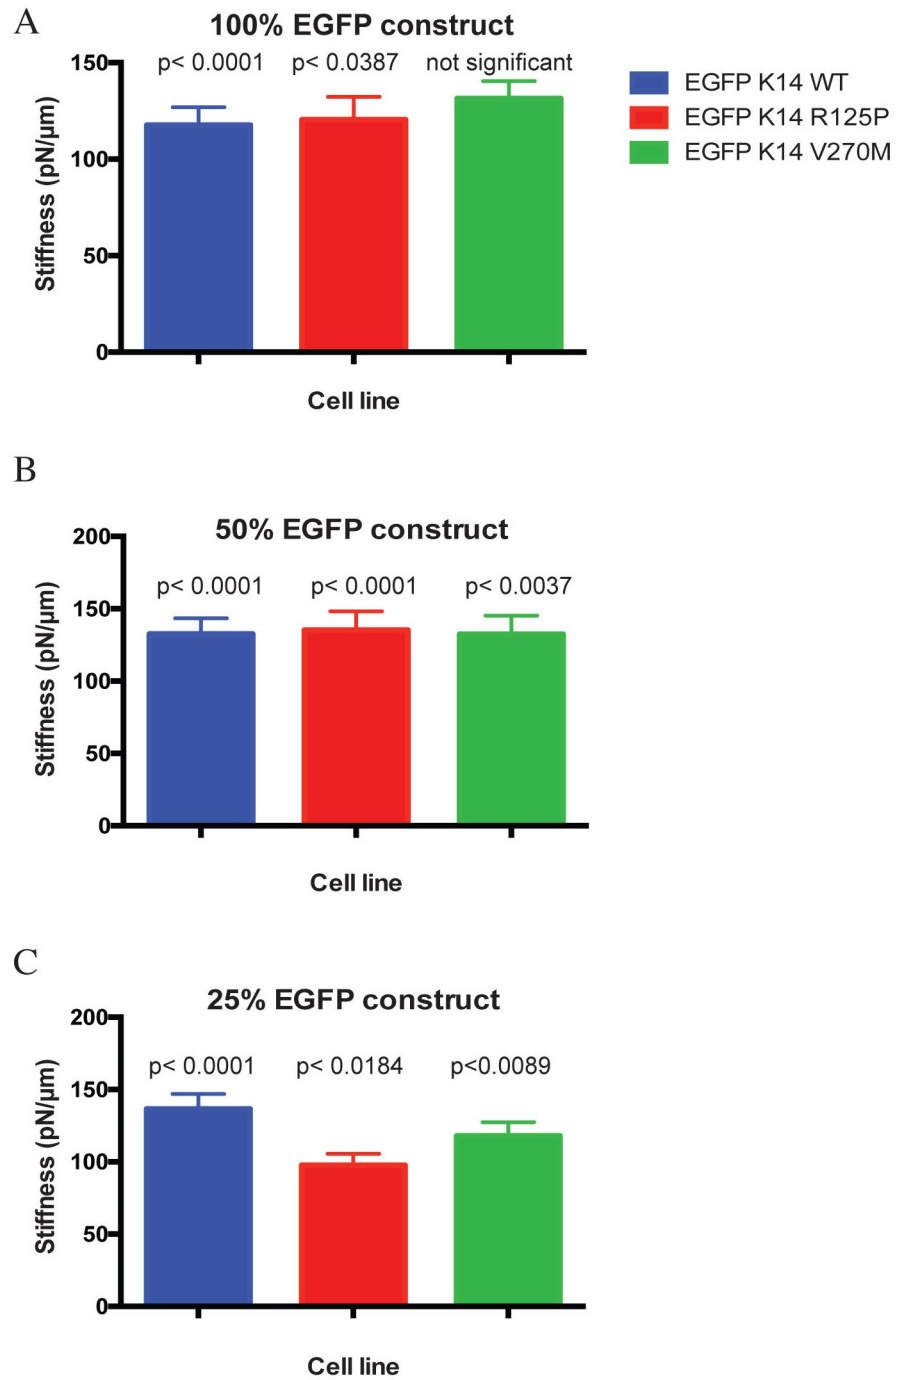 A
100% EGFP construct
p< 0.0001 p< 0.0387 not significant
150
100
50
0
Stiffness (pN/µm)
Cell line
EGFP K14 WT
EGFP K14 R125P
EGFP K14 V270M
B
50% EGFP construct
p< 0.0001 p< 0.0001 p< 0.0037
200
150
100
50
0
Stiffness (pN/µm)
Cell line
C
25% EGFP construct
p< 0.0001 p< 0.0184 p<0.0089
200
150
100
50
0
Stiffness (pN/µm)
Cell line